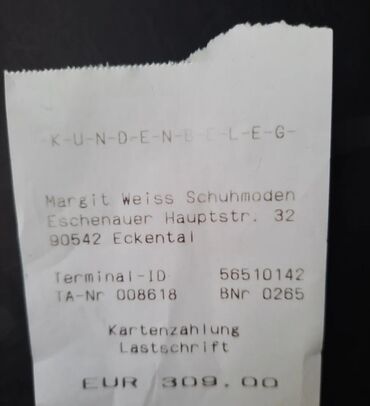 -K-U-N-D-E-N-B-E-L-E-G-
Margit Weiss Schuhmoden
Eschenauer Hauptstr. 32
90542 Eckental
Terminal-ID 56510142
TA-Nr 008618 BNr 0265
Kartenzahlung
Lastschrift
EUR 309.00